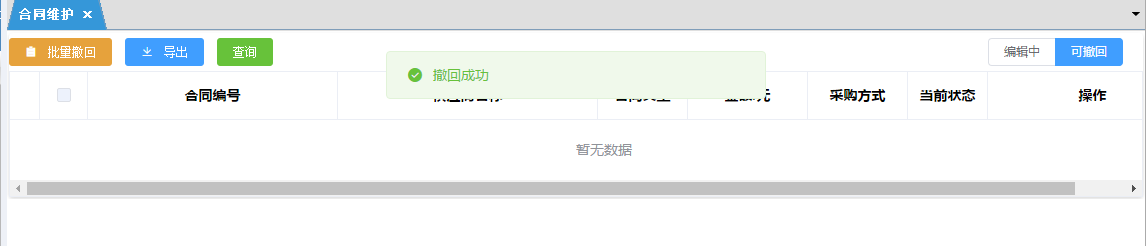 合同维护 ×
批量撤回 导出 查询 编辑中 可撤回
撤回成功
合同编号 采购方式 当前状态 操作
暂无数据